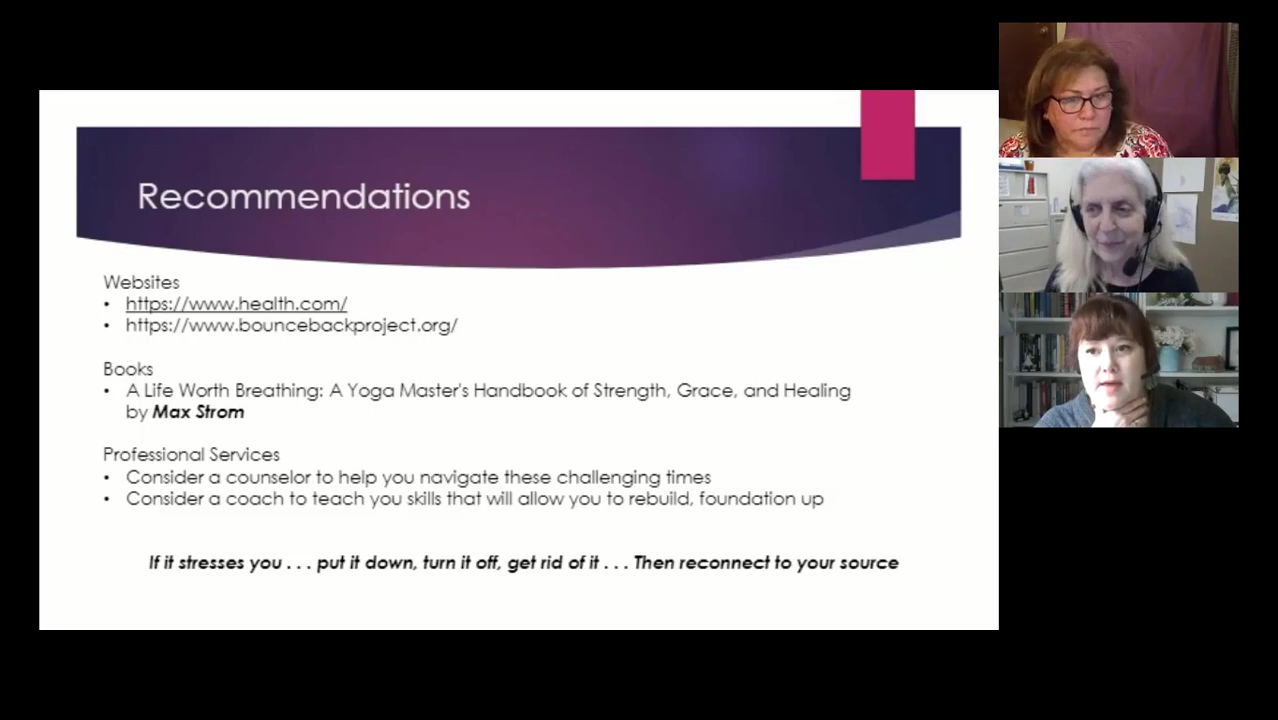 Recommendations
Websites
• https://www.health.com/
• https://www.bouncebackproject.org/
Books
• A Life Worth Breathing: A Yoga Master's Handbook of Strength, Grace, and Healing
by Max Strom
Professional Services
• Consider a counselor to help you navigate these challenging times
• Consider a coach to teach you skills that will allow you to rebuild, foundation up
If it stresses you . . . put it down, turn it off, get rid of it . . . Then reconnect to your source